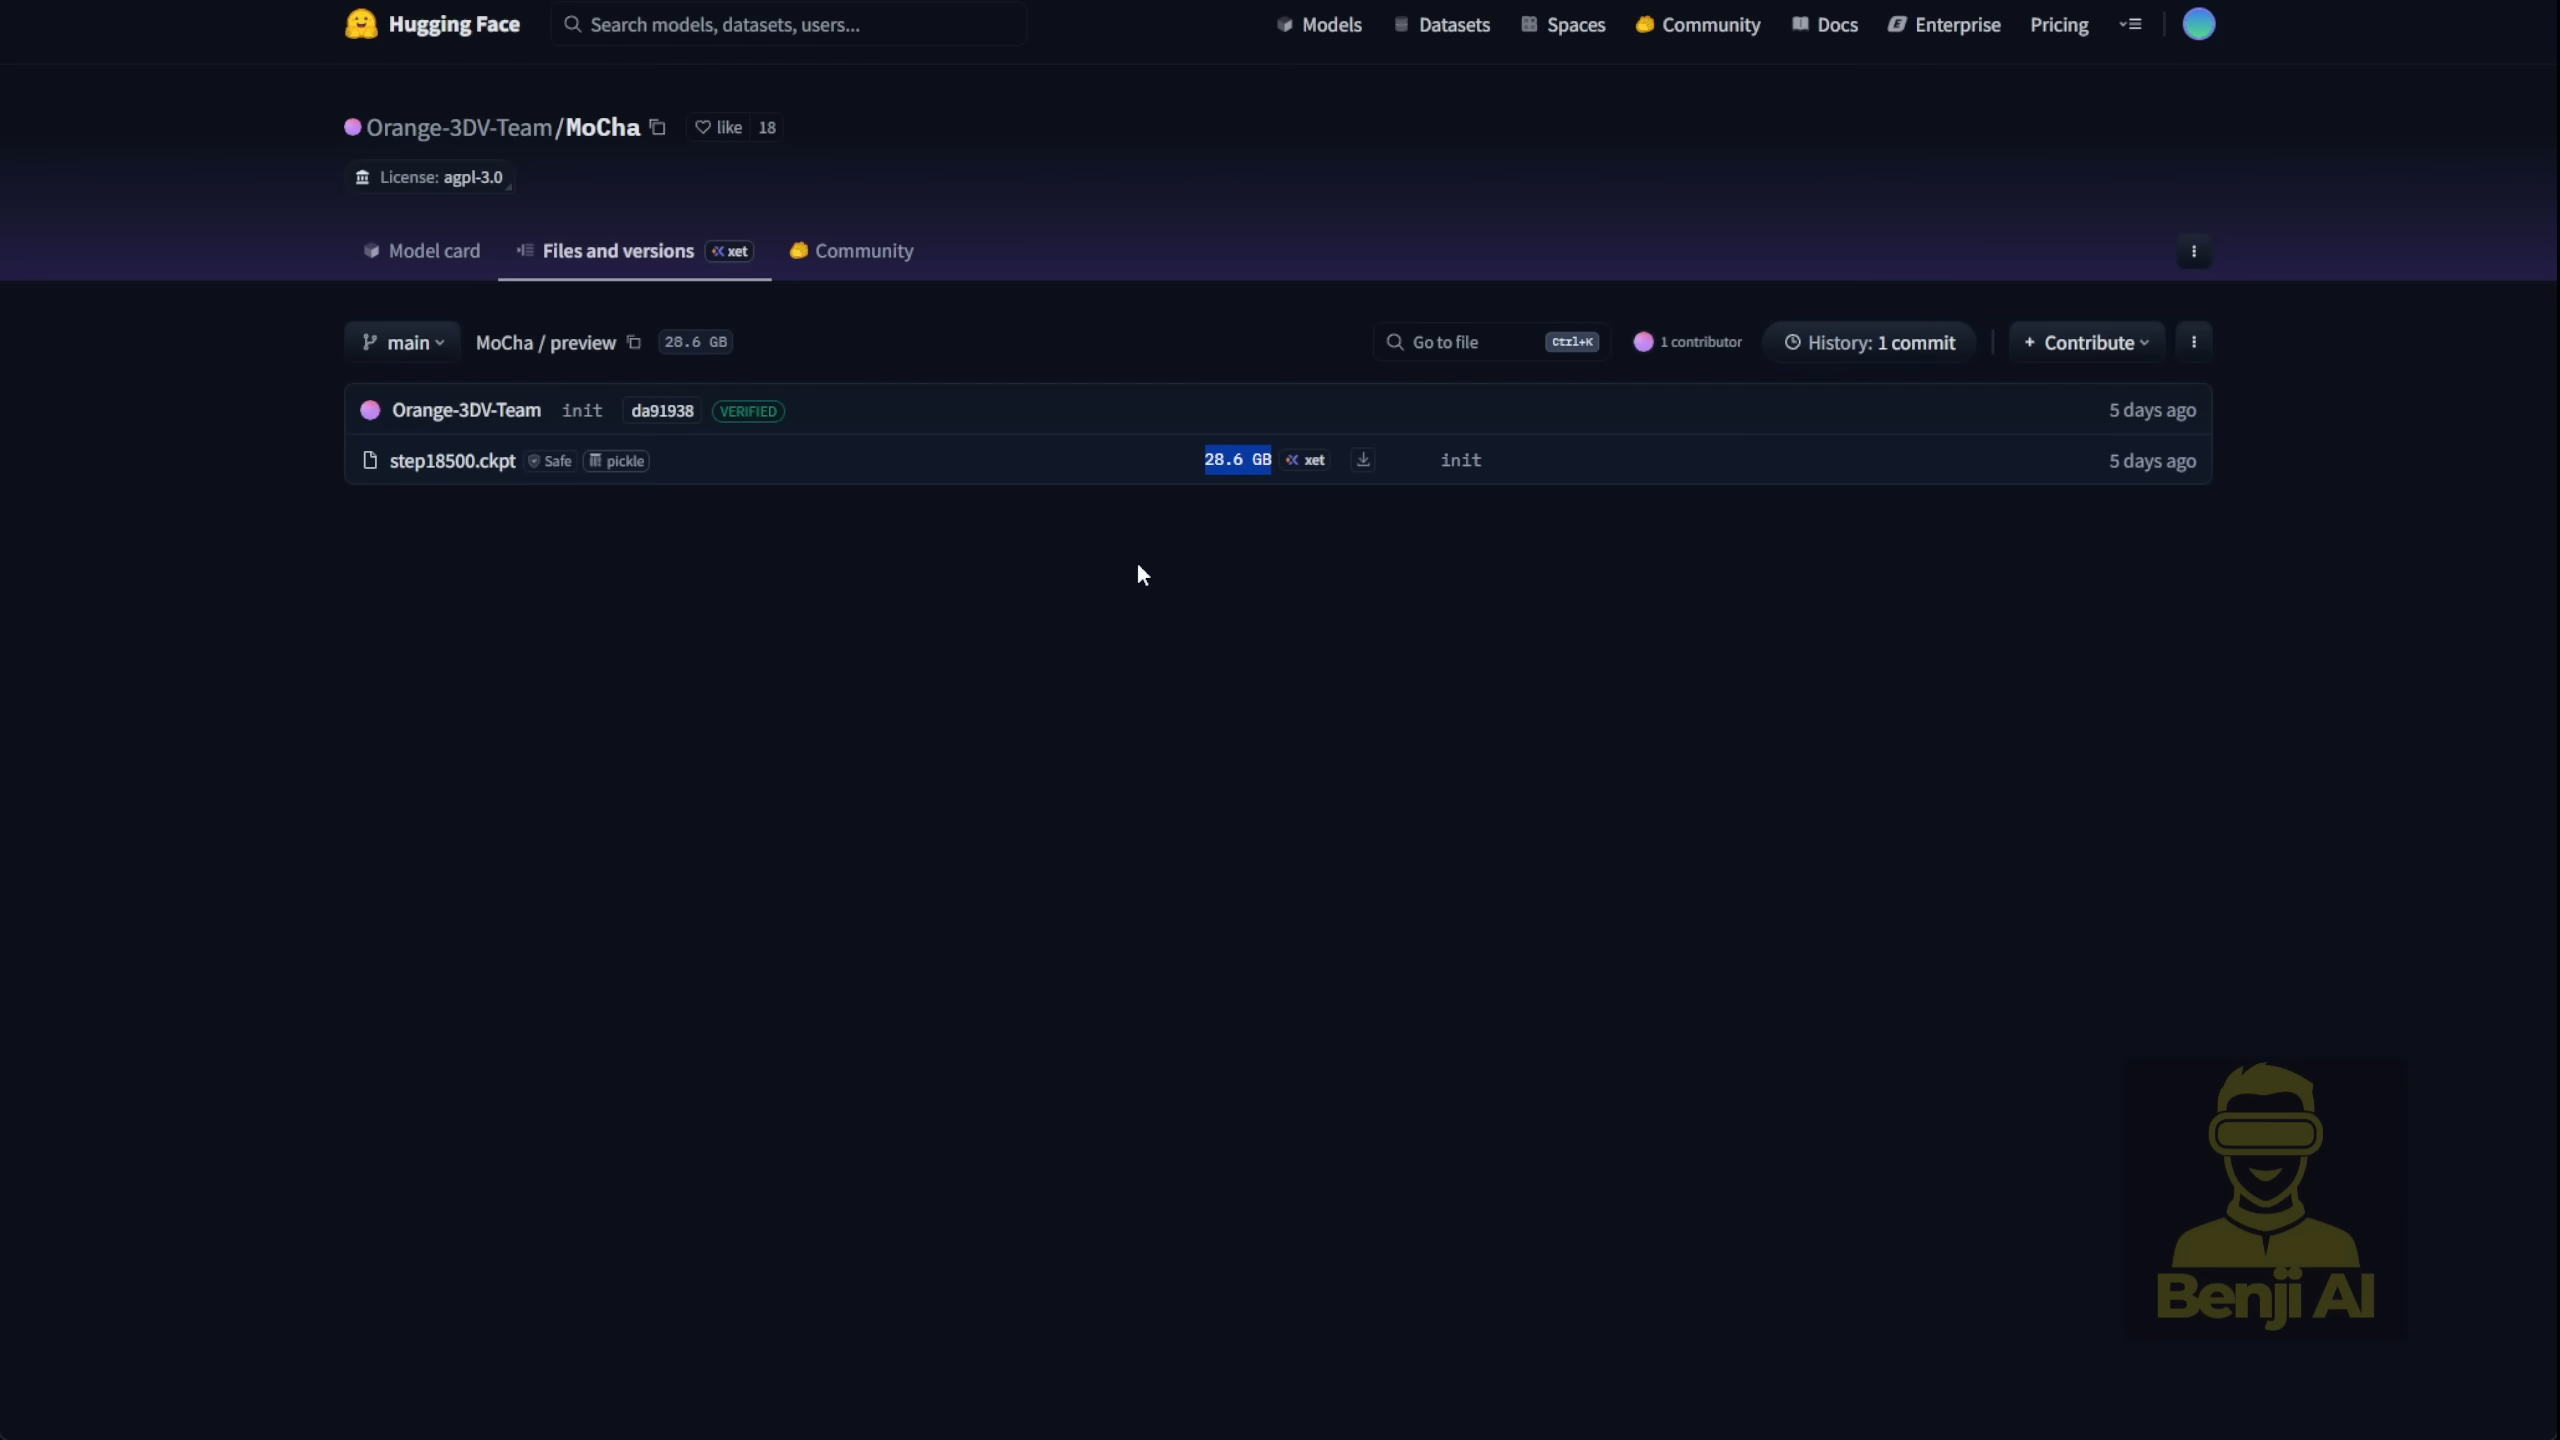 Hugging Face
Search models, datasets, users...
Models
Datasets
Spaces
Community
Docs
Enterprise
Pricing
Orange-3DV-Team/MoCha
like 18
License: agpl-3.0
Model card
Files and versions xet
Community
main
MoCha / preview
28.6 GB
Go to file
Ctrl+K
1 contributor
History: 1 commit
+ Contribute
Orange-3DV-Team init da91938 VERIFIED 5 days ago
step18500.ckpt Safe pickle 28.6 GB xet init 5 days ago
Benji AI